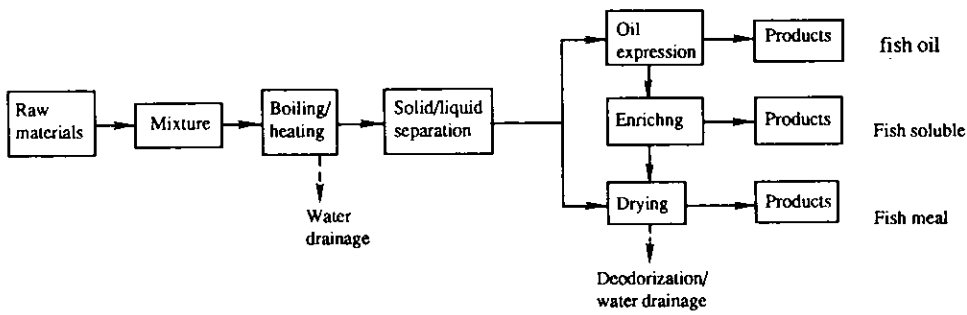 Raw
materials
Mixture
Boiling/
heating
Water
drainage
Solid/liquid
separation
Oil
expression
Products
fish oil
Enrichng
Products
Fish soluble
Drying
Products
Fish meal
Deodorization/
water drainage